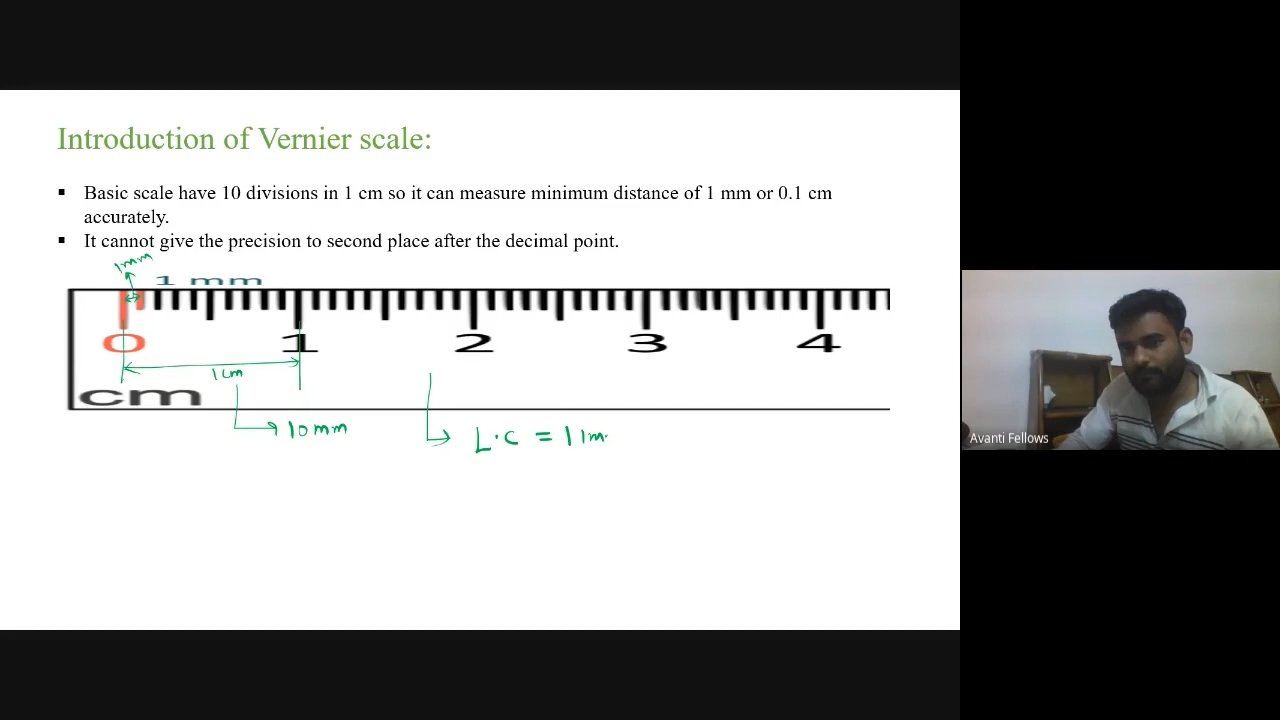 Introduction of Vernier scale:
▪ Basic scale have 10 divisions in 1 cm so it can measure minimum distance of 1 mm or 0.1 cm
accurately.
▪ It cannot give the precision to second place after the decimal point.
1mm
1 mm
0 1 2 3 4
1cm
cm
10mm
L.C = 1
Avanti Fellows